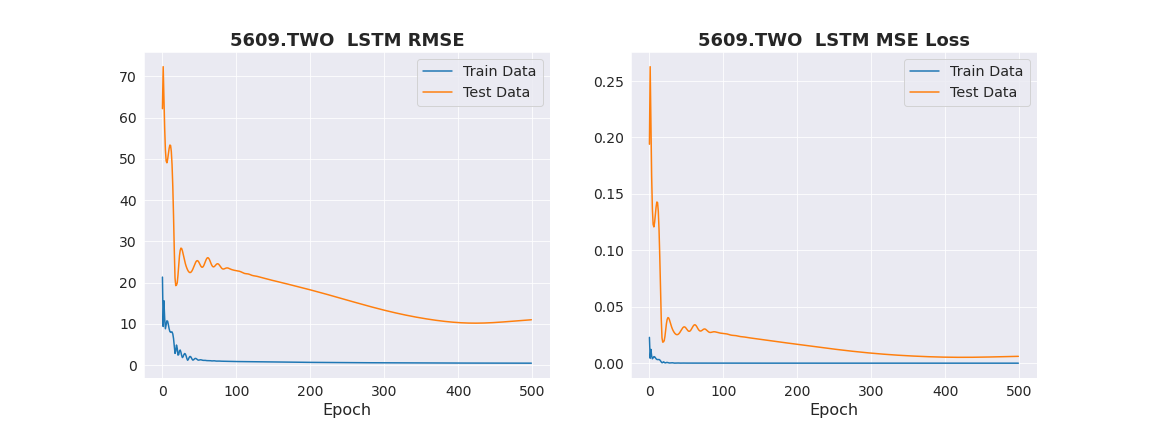 5609.TWO  LSTM RMSE
Train Data
Test Data
70
60
50
40
30
20
10
0
0 100 200 300 400 500
Epoch
5609.TWO  LSTM MSE Loss
Train Data
Test Data
0.25
0.20
0.15
0.10
0.05
0.00
0 100 200 300 400 500
Epoch